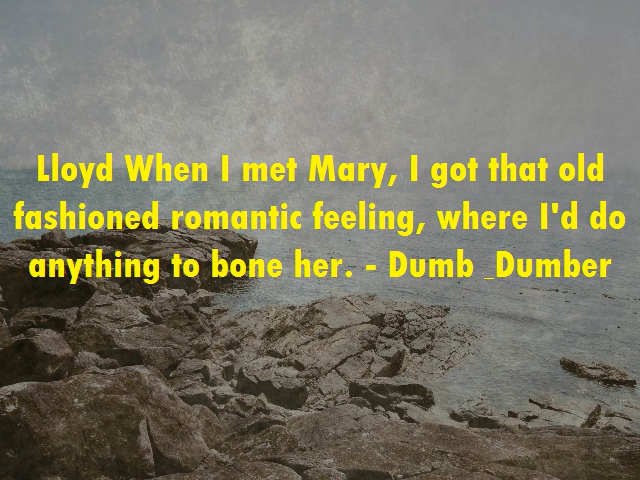 Lloyd When I met Mary, I got that old
fashioned romantic feeling, where I'd do
anything to bone her. - Dumb _Dumber